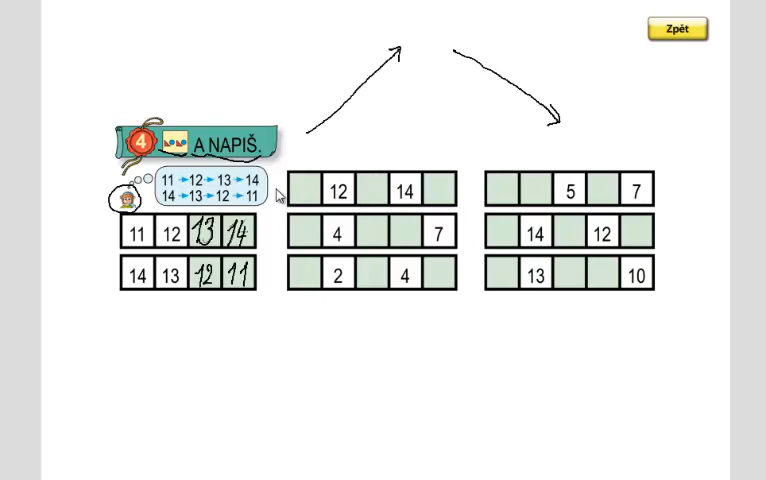 Zpět
4 A NAPIŠ.
11 → 12 → 13 → 14
14 → 13 → 12 → 11
12 14
5 7
11 12 13 14
4 7
14 12
14 13 12 11
2 4
13 10